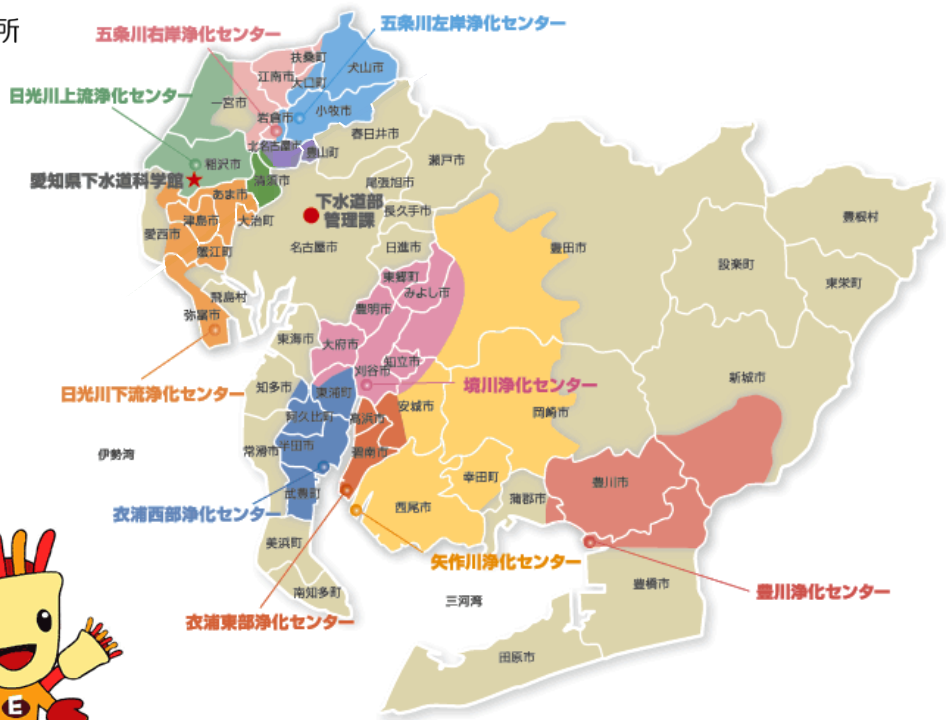 所
五条川左岸浄化センター
五条川右岸浄化センター
扶桑町
犬山市
江南市
大口町
日光川上流浄化センター
一宮市
小牧市
岩倉市
春日井市
北名古屋市
豊山町
瀬戸市
稲沢市
愛知県下水道科学館
清須市
尾張旭市
あま市
下水道部
管理課
長久手市
津島市
大治町
豊根村
愛西市
名古屋市
日進市
豊田市
蟹江町
設楽町
東郷町
東栄町
みよし市
飛島村
豊明市
弥富市
東海市
大府市
知立市
刈谷市
新城市
境川浄化センター
知多市
東浦町
日光川下流浄化センター
安城市
岡崎市
阿久比町
高浜市
常滑市
半田市
碧南市
伊勢湾
幸田町
豊川市
武豊町
蒲郡市
西尾市
衣浦西部浄化センター
美浜町
矢作川浄化センター
豊橋市
南知多町
三河湾
豊川浄化センター
衣浦東部浄化センター
田原市
E